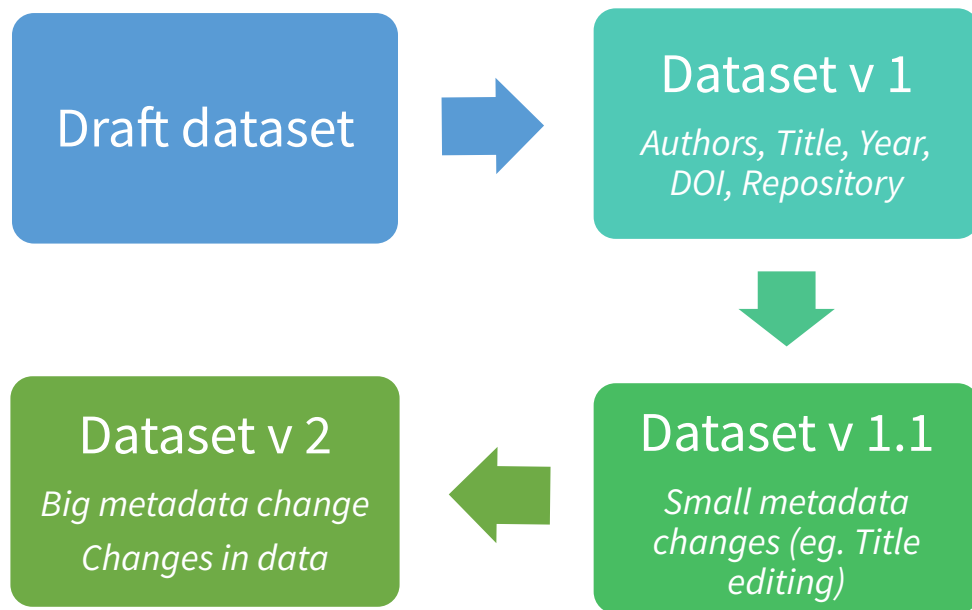 Draft dataset
Dataset v 1
Authors, Title, Year,
DOI, Repository
Dataset v 1.1
Small metadata
changes (eg. Title
editing)
Dataset v 2
Big metadata change
Changes in data